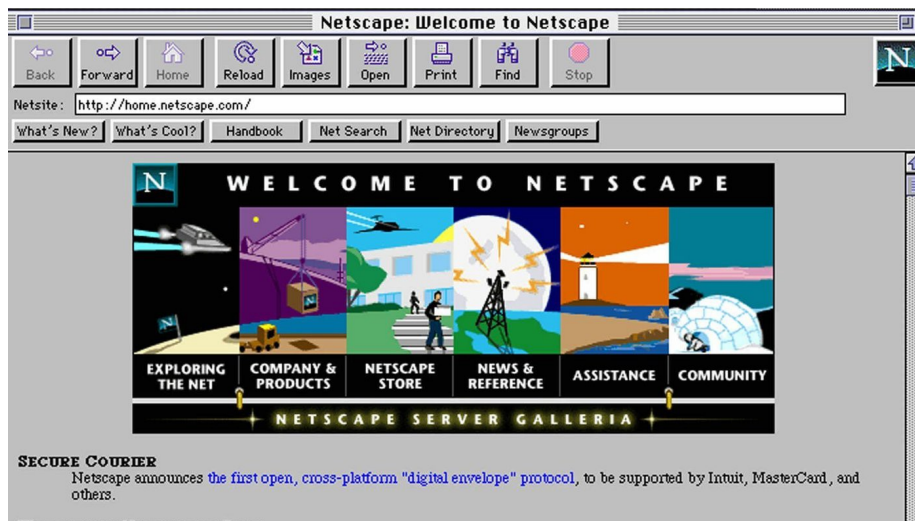 Netscape: Welcome to Netscape
Back Forward Home Reload Images Open Print Find Stop
N
Netsite: http://home.netscape.com/
What's New? What's Cool? Handbook Net Search Net Directory Newsgroups
N WELCOME TO NETSCAPE
N
N
EXPLORING THE NET
COMPANY & PRODUCTS
NETSCAPE STORE
NEWS & REFERENCE
ASSISTANCE
COMMUNITY
NETSCAPE SERVER GALLERIA
SECURE COURIER
Netscape announces the first open, cross-platform "digital envelope" protocol, to be supported by Intuit, MasterCard, and
others.